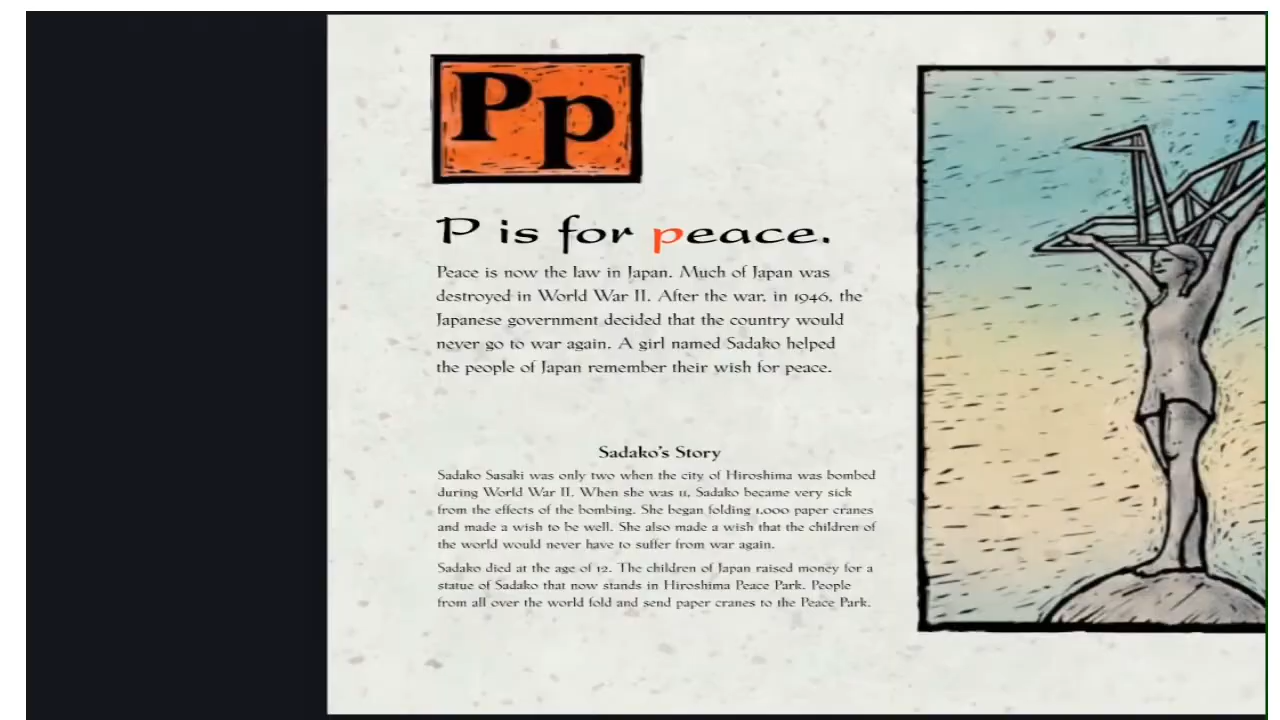 Pp
P is for peace.
Peace is now the law in Japan. Much of Japan was
destroyed in World War II. After the war, in 1946, the
Japanese government decided that the country would
never go to war again. A girl named Sadako helped
the people of Japan remember their wish for peace.
Sadako's Story
Sadako Sasaki was only two when the city of Hiroshima was bombed
during World War II. When she was 11, Sadako became very sick
from the effects of the bombing. She began folding 1,000 paper cranes
and made a wish to be well. She also made a wish that the children of
the world would never have to suffer from war again.
Sadako died at the age of 12. The children of Japan raised money for a
statue of Sadako that now stands in Hiroshima Peace Park. People
from all over the world fold and send paper cranes to the Peace Park.